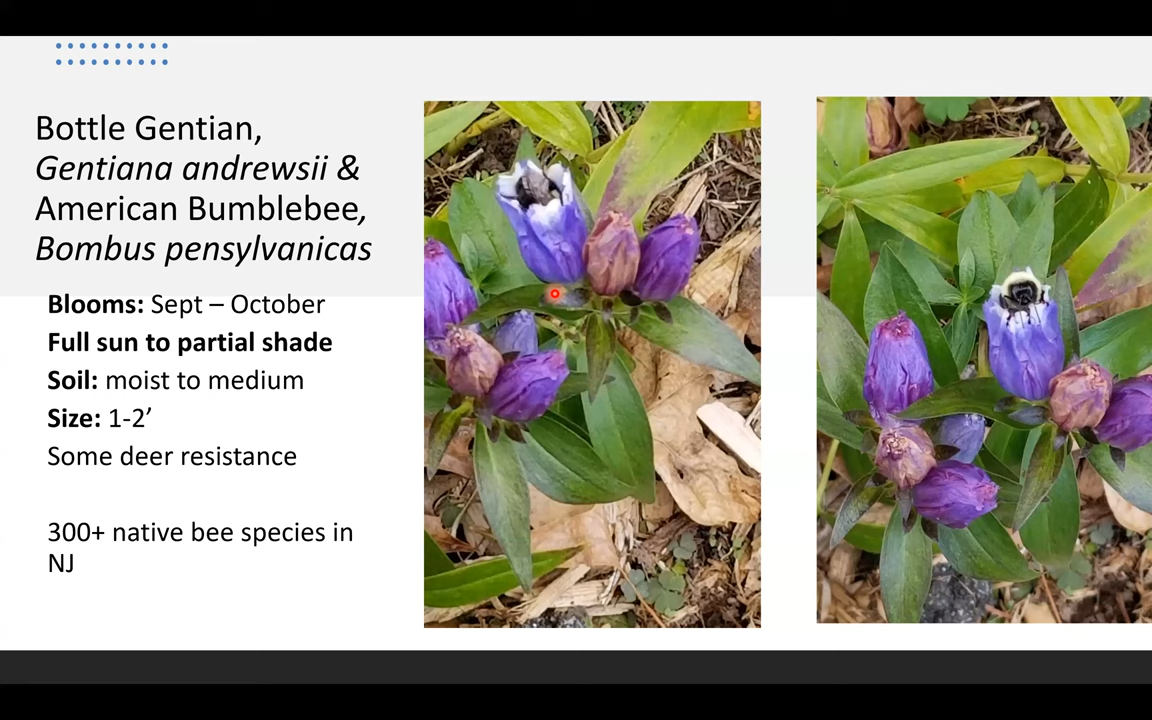 Bottle Gentian,
Gentiana andrewsii &
American Bumblebee,
Bombus pensylvanicas
Blooms: Sept – October
Full sun to partial shade
Soil: moist to medium
Size: 1-2’
Some deer resistance
300+ native bee species in
NJ